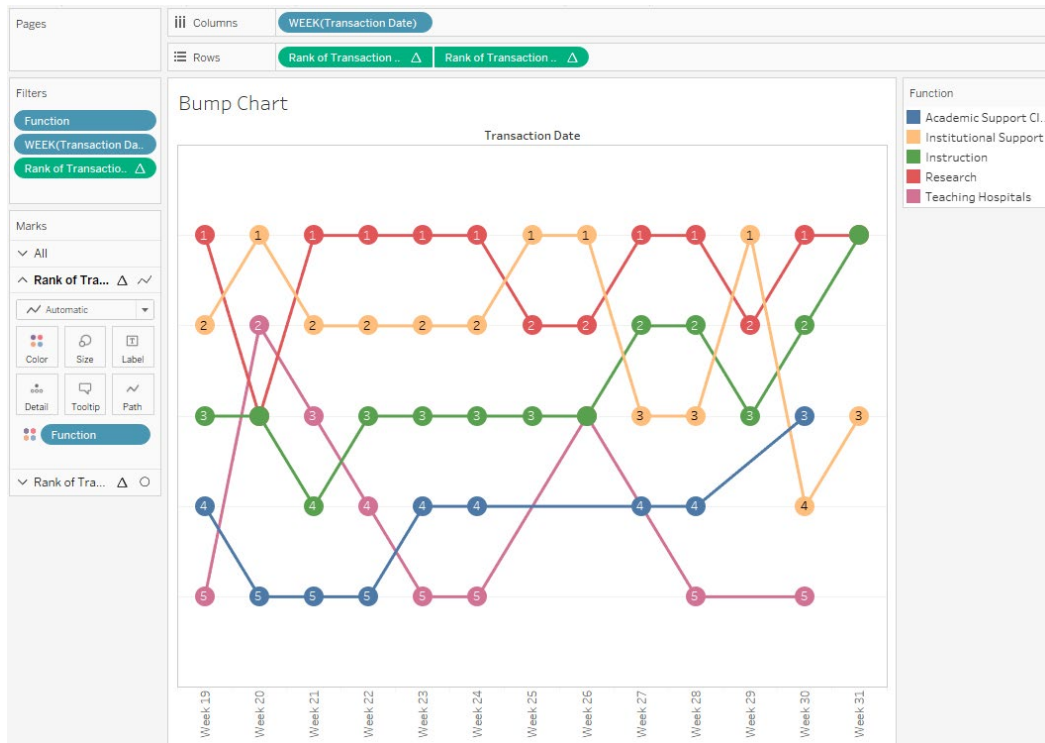 Pages
Columns
WEEK(Transaction Date)
Rows
Rank of Transaction ..
Rank of Transaction ..
Filters
Function
WEEK(Transaction Da..
Rank of Transactio..
Marks
All
Rank of Tra...
Automatic
Color
Size
Label
Detail
Tooltip
Path
Function
Rank of Tra...
Bump Chart
Transaction Date
1 1 1 1 1 1 1 1 1 1 1 1
2 2 2 2 2 2 2 2 2 2 2 2
3 3 3 3 3 3 3 3 3 3 3 3
4 4 4 4 4 4 4 4
5 5 5 5 5 5 5 5 5
Week 19
Week 20
Week 21
Week 22
Week 23
Week 24
Week 25
Week 26
Week 27
Week 28
Week 29
Week 30
Week 31
Function
Academic Support Cl..
Institutional Support
Instruction
Research
Teaching Hospitals